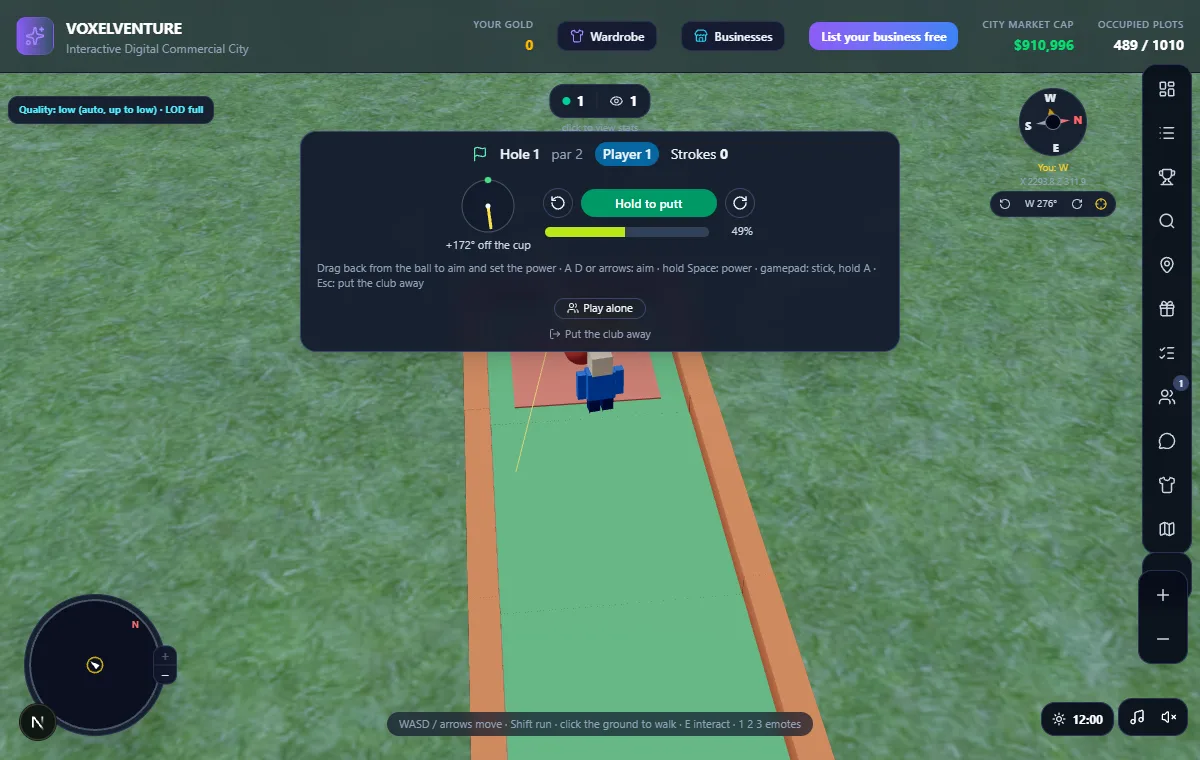 VOXELVENTURE
Interactive Digital Commercial City
YOUR GOLD
0
Wardrobe
Businesses
List your business free
CITY MARKET CAP
$910,996
OCCUPIED PLOTS
489 / 1010
Quality: low (auto, up to low) · LOD full
1
1
click to view stats
Hole 1 par 2 Player 1 Strokes 0
Hold to putt
49%
+172° off the cup
Drag back from the ball to aim and set the power · A D or arrows: aim · hold Space: power · gamepad: stick, hold A ·
Esc: put the club away
Play alone
Put the club away
W
S
N
E
You: W
W 276°
1
N
+
−
N
+
−
WASD / arrows move · Shift run · click the ground to walk · E interact · 1 2 3 emotes
12:00